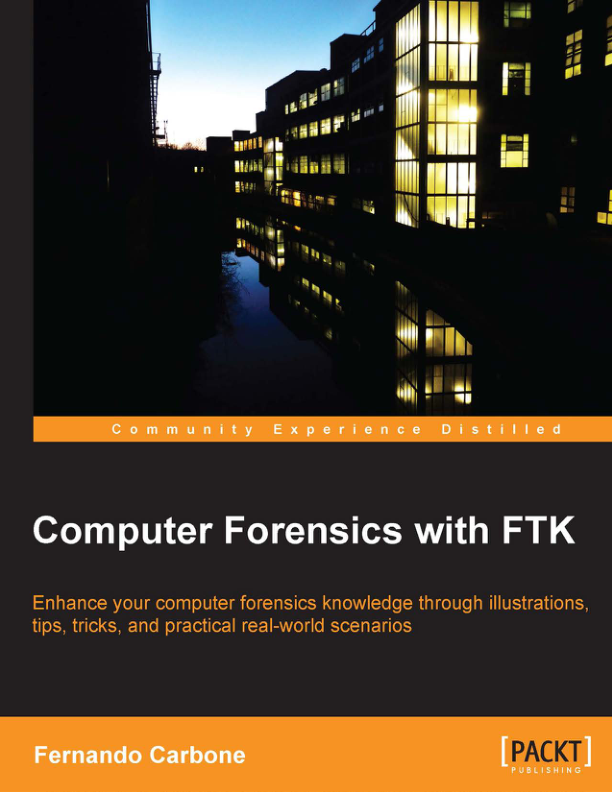 Community Experience Distilled
Computer Forensics with FTK
Enhance your computer forensics knowledge through illustrations,
tips, tricks, and practical real-world scenarios
Fernando Carbone
[PACKT]
PUBLISHING